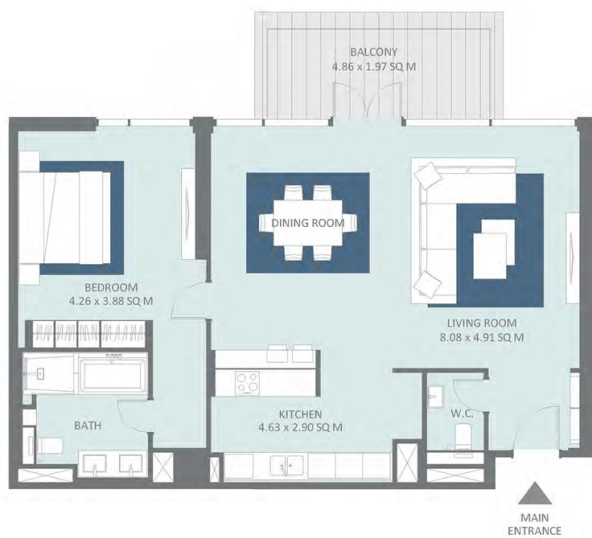 BALCONY
4.86 x 1.97 SQ M
DINING ROOM
BEDROOM
4.26 x 3.88 SQ M
LIVING ROOM
8.08 x 4.91 SQ M
KITCHEN
4.63 x 2.90 SQ M
W.C.
BATH
MAIN
ENTRANCE